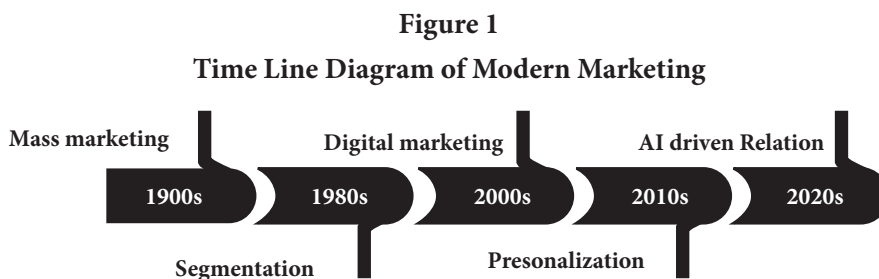 Figure 1
Time Line Diagram of Modern Marketing
Mass marketing
Digital marketing
AI driven Relation
1900s
1980s
2000s
2010s
2020s
Segmentation
Presonalization